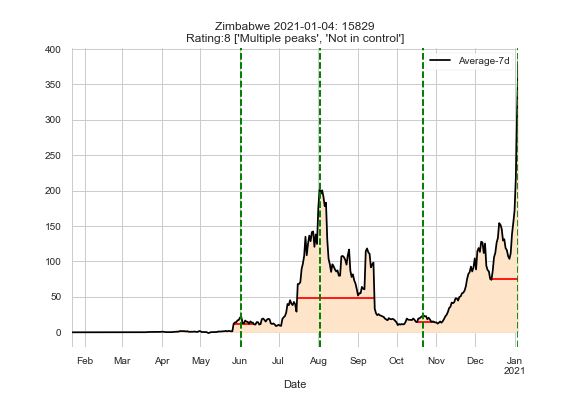 Zimbabwe 2021-01-04: 15829
Rating:8 ['Multiple peaks', 'Not in control']
Average-7d
400
350
300
250
200
150
100
50
0
Feb Mar Apr May Jun Jul Aug Sep Oct Nov Dec Jan
2021
Date